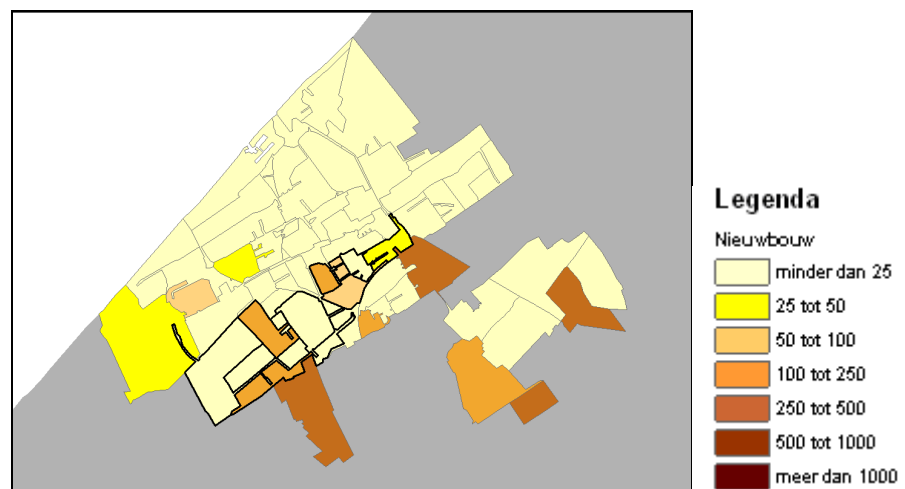 Legenda
Nieuwbouw
minder dan 25
25 tot 50
50 tot 100
100 tot 250
250 tot 500
500 tot 1000
meer dan 1000